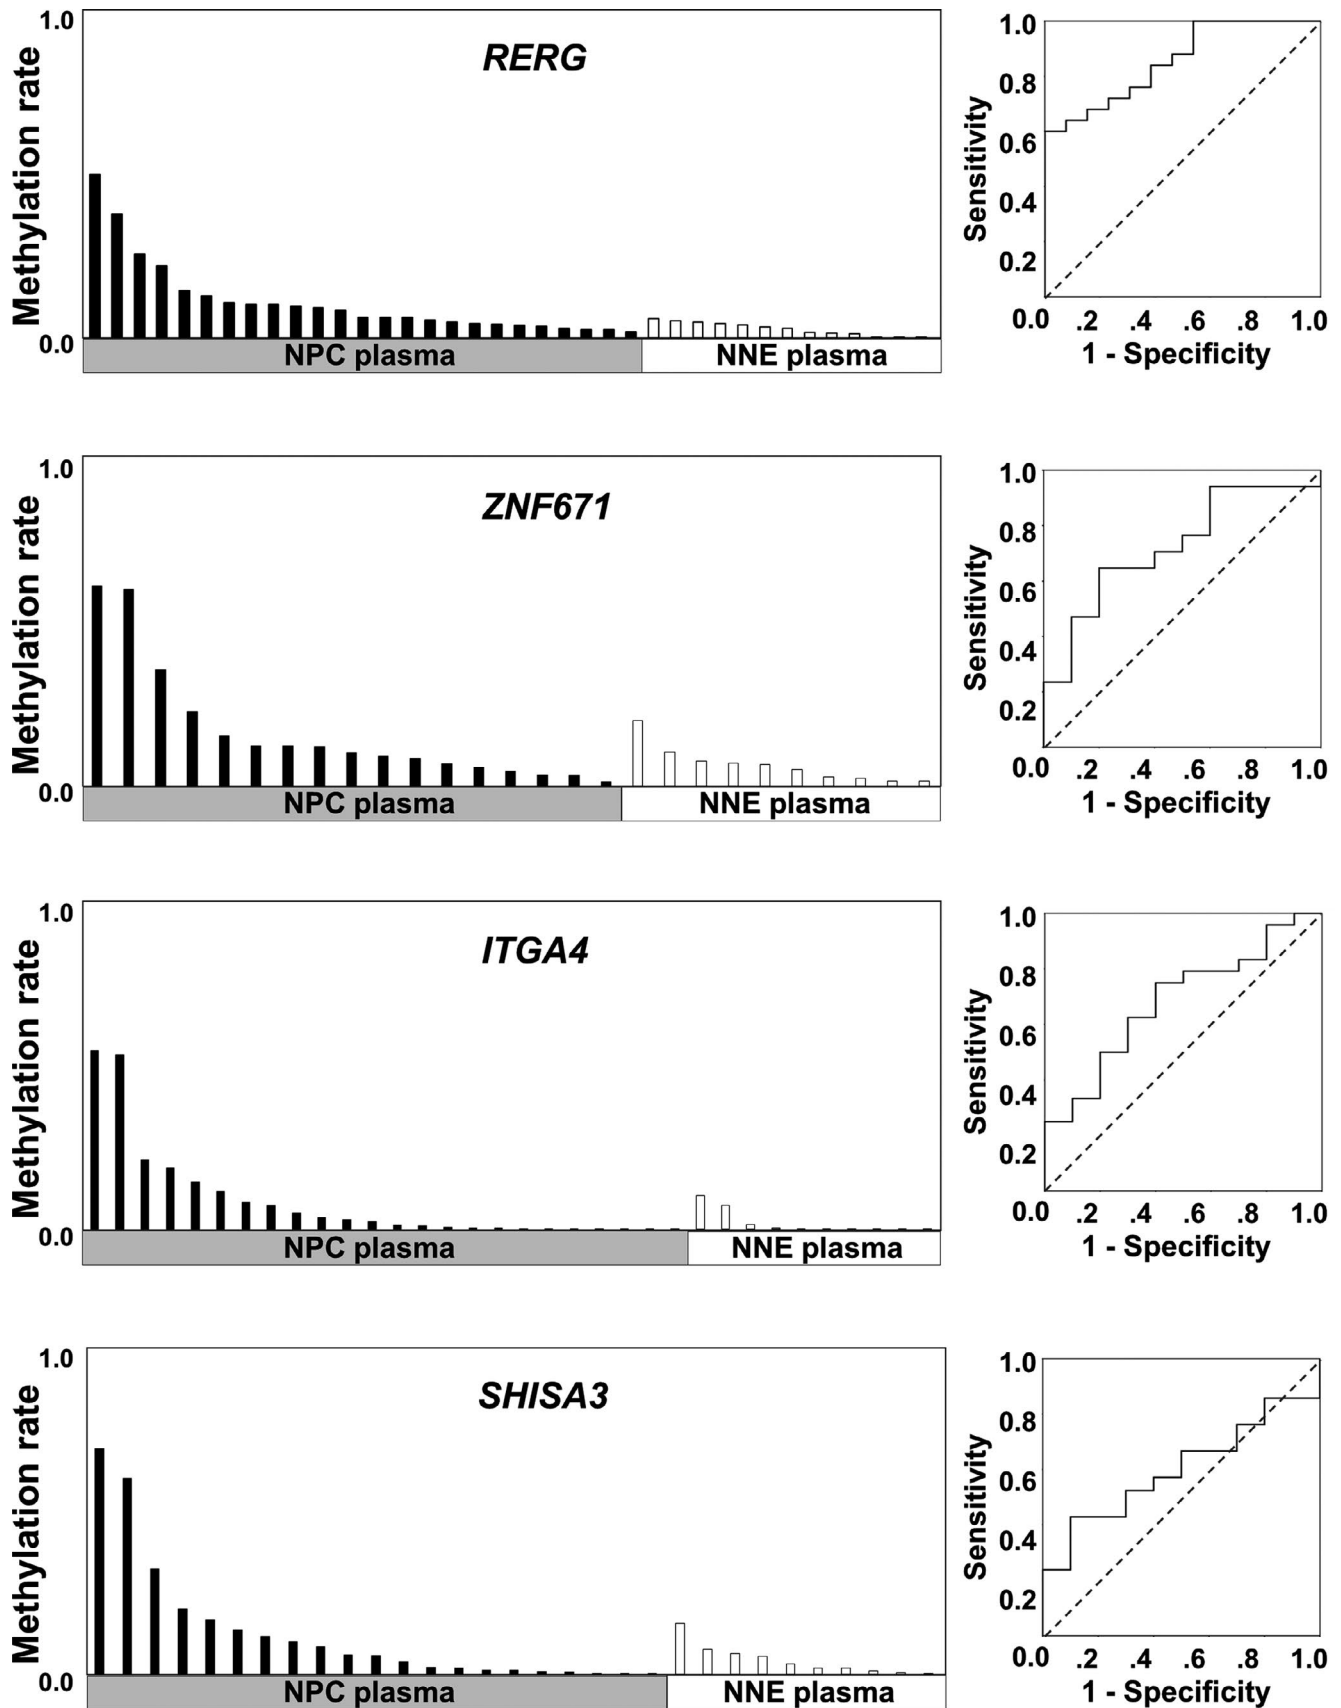 1.0
RERG
Methylation rate
0.0
NPC plasma
NNE plasma
1.0
0.8
0.6
0.4
0.2
0.0
Sensitivity
.2 .4 .6 .8 1.0
1 - Specificity
1.0
ZNF671
Methylation rate
0.0
NPC plasma
NNE plasma
1.0
0.8
0.6
0.4
0.2
0.0
Sensitivity
.2 .4 .6 .8 1.0
1 - Specificity
1.0
ITGA4
Methylation rate
0.0
NPC plasma
NNE plasma
1.0
0.8
0.6
0.4
0.2
0.0
Sensitivity
.2 .4 .6 .8 1.0
1 - Specificity
1.0
SHISA3
Methylation rate
0.0
NPC plasma
NNE plasma
1.0
0.8
0.6
0.4
0.2
0.0
Sensitivity
.2 .4 .6 .8 1.0
1 - Specificity